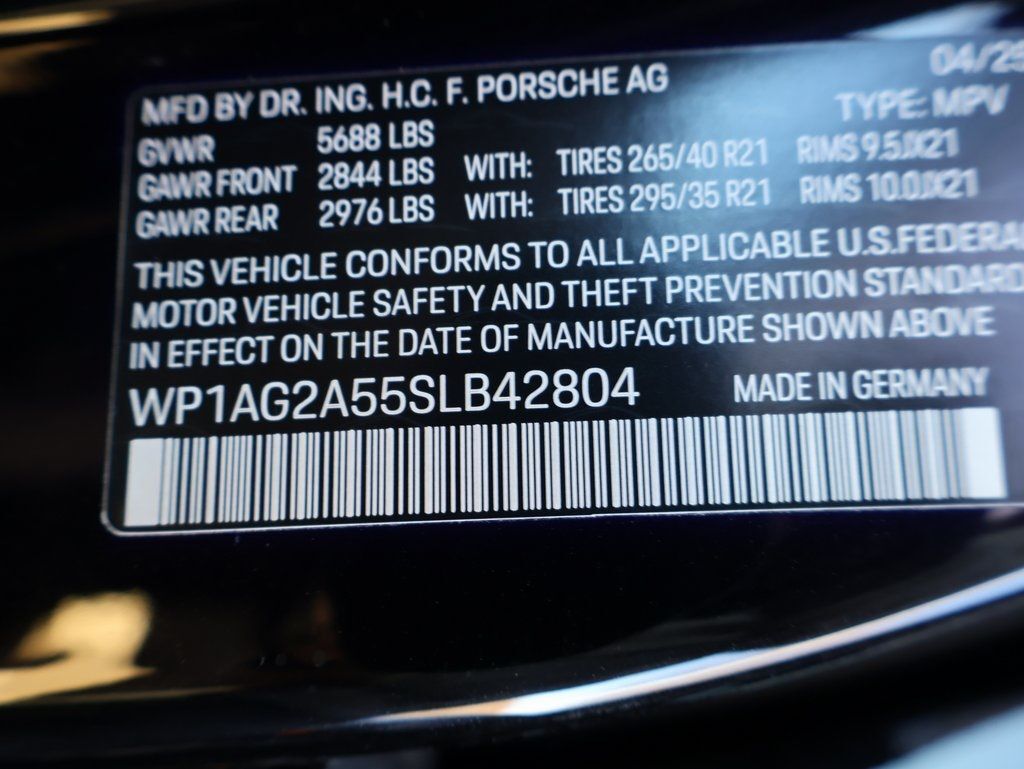 04/25
MFD BY DR. ING. H.C. F. PORSCHE AG
TYPE: MPV
GVWR 5688 LBS
GAWR FRONT 2844 LBS WITH: TIRES 265/40 R21 RIMS 9.5JX21
GAWR REAR 2976 LBS WITH: TIRES 295/35 R21 RIMS 10.0JX21
THIS VEHICLE CONFORMS TO ALL APPLICABLE U.S.FEDERAL
MOTOR VEHICLE SAFETY AND THEFT PREVENTION STANDARD
IN EFFECT ON THE DATE OF MANUFACTURE SHOWN ABOVE
WP1AG2A55SLB42804 MADE IN GERMANY